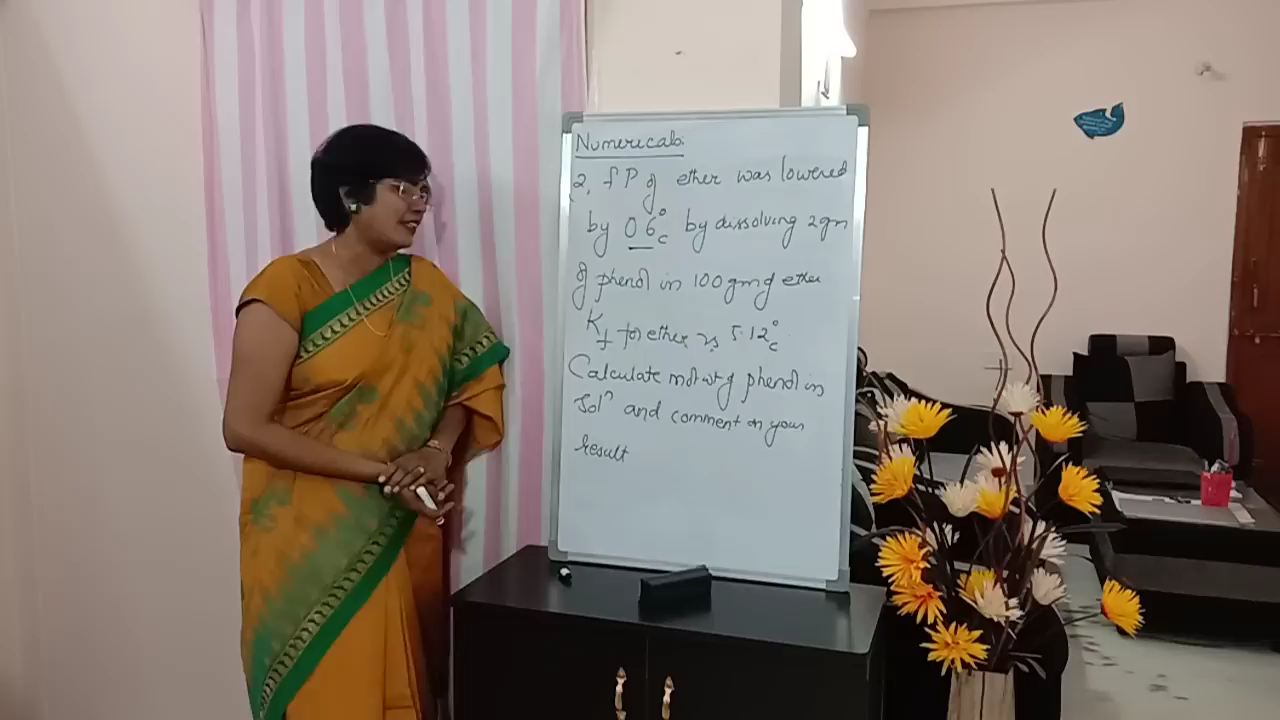 Numericals:
2, f P of ether was lowered
by 0 6°c by dissolving 2gm
of phenol in 100gm of ether
Kf for ether is 5.12°c
Calculate mol wt of phenol in
Solⁿ and comment on your
result